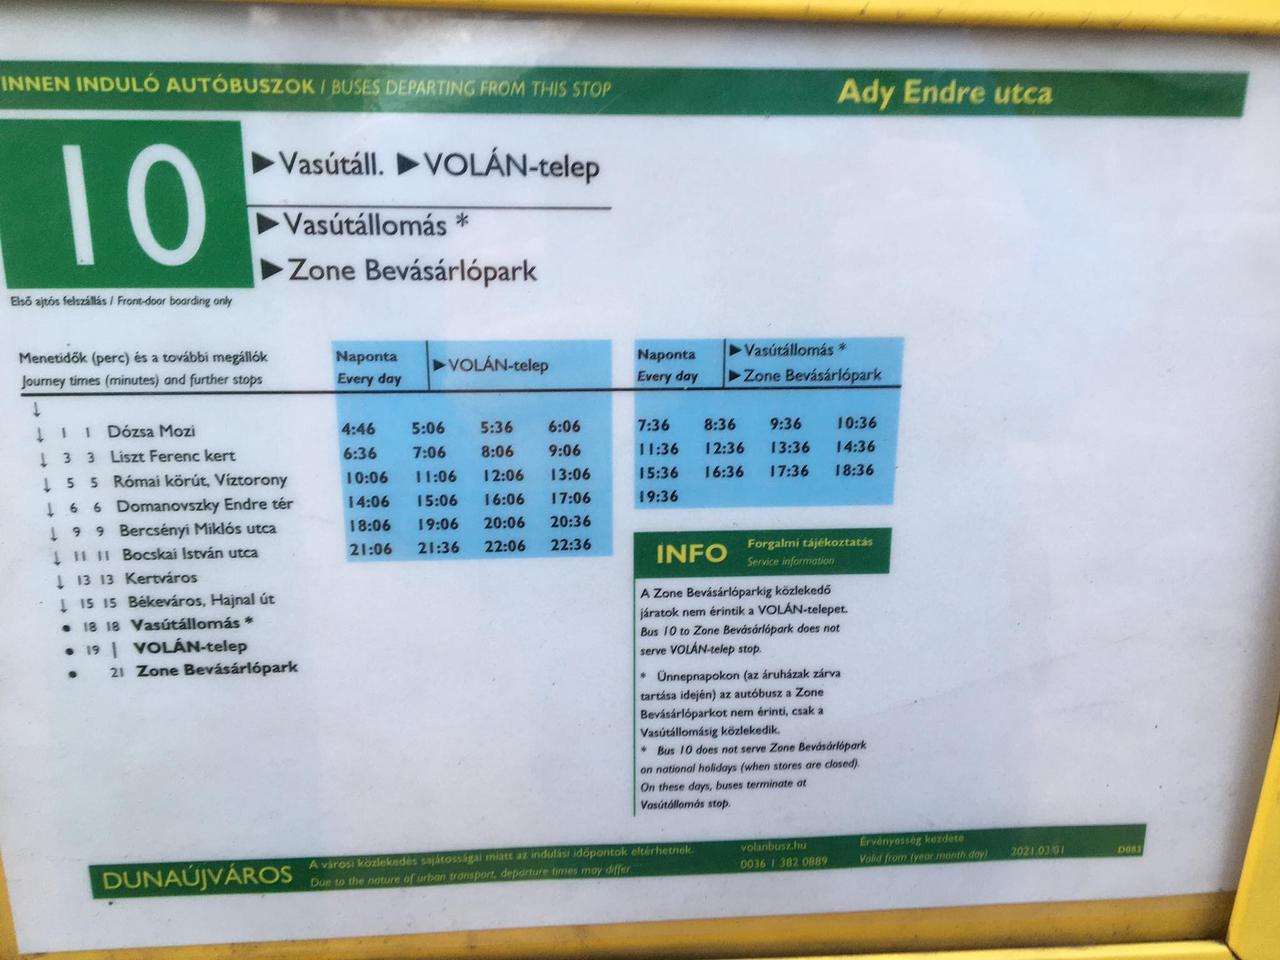 INNEN INDULÓ AUTÓBUSZOK / BUSES DEPARTING FROM THIS STOP Ady Endre utca
10
►Vasútáll. ►VOLÁN-telep
►Vasútállomás *
►Zone Bevásárlópark
Első ajtós felszállás / Front-door boarding only
Menetidők (perc) és a további megállók
Journey times (minutes) and further stops
↓
↓ 1 1 Dózsa Mozi
↓ 3 3 Liszt Ferenc kert
↓ 5 5 Római körút, Víztorony
↓ 6 6 Domanovszky Endre tér
↓ 9 9 Bercsényi Miklós utca
↓ 11 11 Bocskai István utca
↓ 13 13 Kertváros
↓ 15 15 Békeváros, Hajnal út
• 18 18 Vasútállomás *
• 19 | VOLÁN-telep
• 21 Zone Bevásárlópark
Naponta
Every day
►VOLÁN-telep
4:46 5:06 5:36 6:06
6:36 7:06 8:06 9:06
10:06 11:06 12:06 13:06
14:06 15:06 16:06 17:06
18:06 19:06 20:06 20:36
21:06 21:36 22:06 22:36
Naponta
Every day
►Vasútállomás *
►Zone Bevásárlópark
7:36 8:36 9:36 10:36
11:36 12:36 13:36 14:36
15:36 16:36 17:36 18:36
19:36
INFO
Forgalmi tájékoztatás
Service information
A Zone Bevásárlóparkig közlekedő
járatok nem érintik a VOLÁN-telepet.
Bus 10 to Zone Bevásárlópark does not
serve VOLÁN-telep stop.
* Ünnepnapokon (az áruházak zárva
tartása idején) az autóbusz a Zone
Bevásárlóparkot nem érinti, csak a
Vasútállomásig közlekedik.
* Bus 10 does not serve Zone Bevásárlópark
on national holidays (when stores are closed).
On these days, buses terminate at
Vasútállomás stop.
DUNAÚJVÁROS
A városi közlekedés sajátosságai miatt az indulási időpontok eltérhetnek.
Due to the nature of urban transport, departure times may differ.
volanbusz.hu
0036 1 382 0889
Érvényesség kezdete
Valid from (year.month.day) 2021.03.01 D083